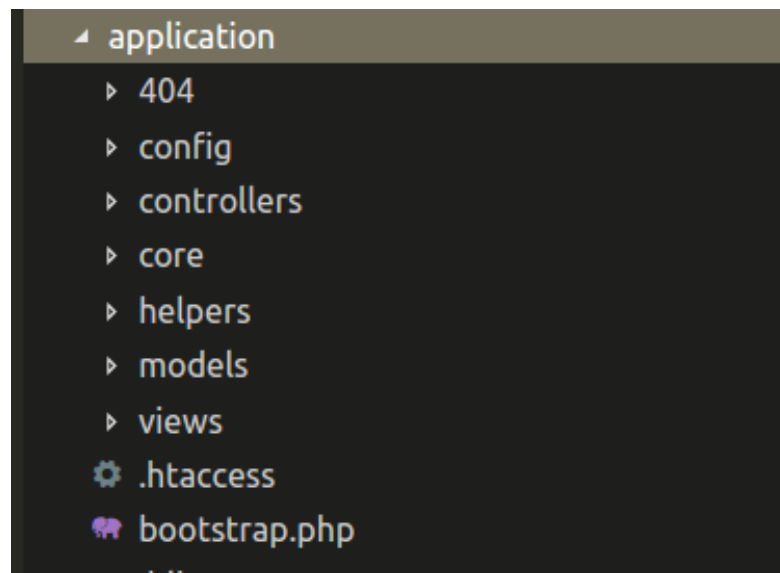 application
404
config
controllers
core
helpers
models
views
.htaccess
bootstrap.php